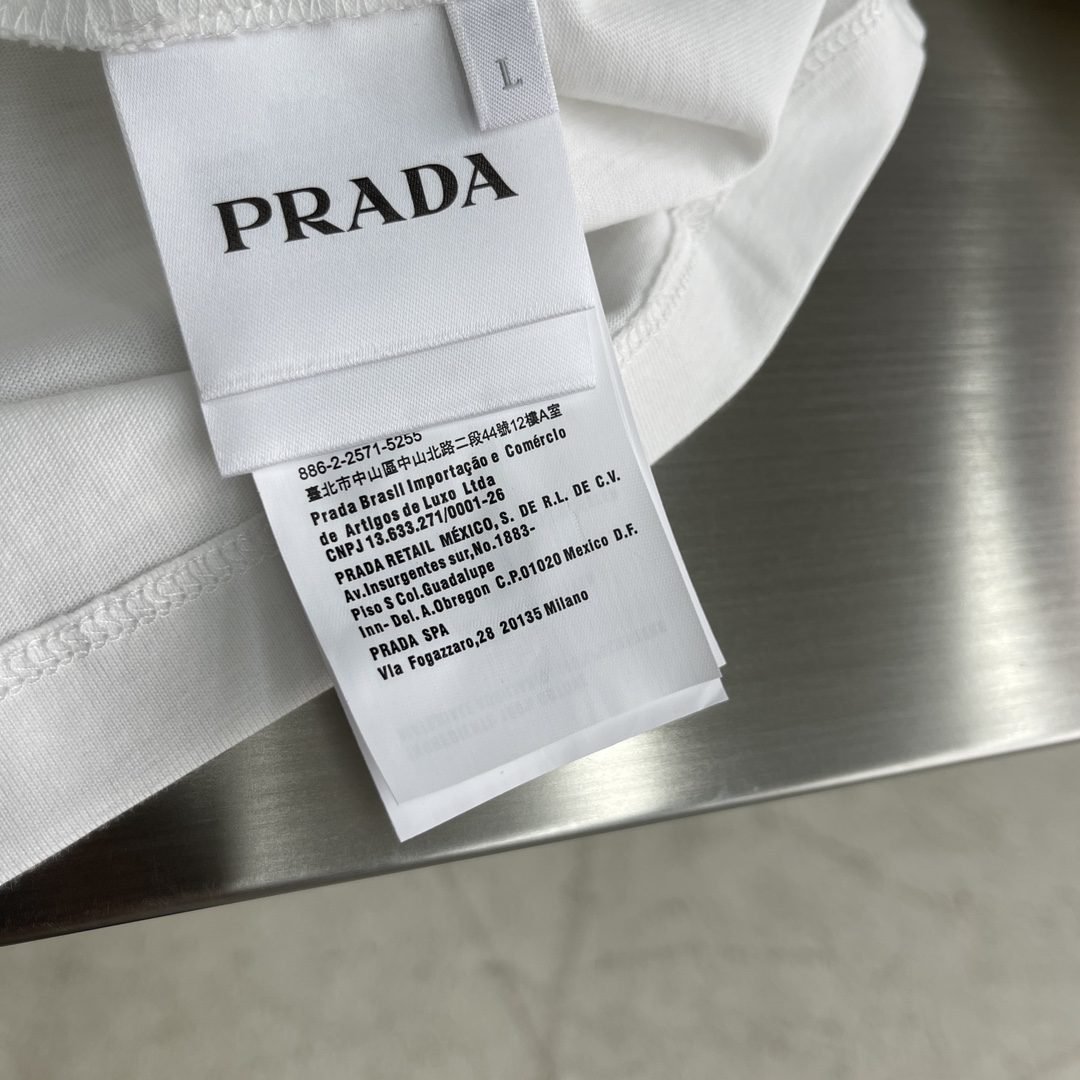 L
PRADA
886-2-2571-5255
臺北市中山區中山北路二段44號12樓A室
Prada Brasil Importação e Comércio
de Artigos de Luxo Ltda
CNPJ 13.633.271/0001-26
PRADA RETAIL MÉXICO, S. DE R.L. DE C.V.
Av.Insurgentes sur,No.1883-
Piso S Col.Guadalupe
Inn- Del. A.Obregon C.P.01020 Mexico D.F.
PRADA SPA
Via Fogazzaro,28 20135 Milano